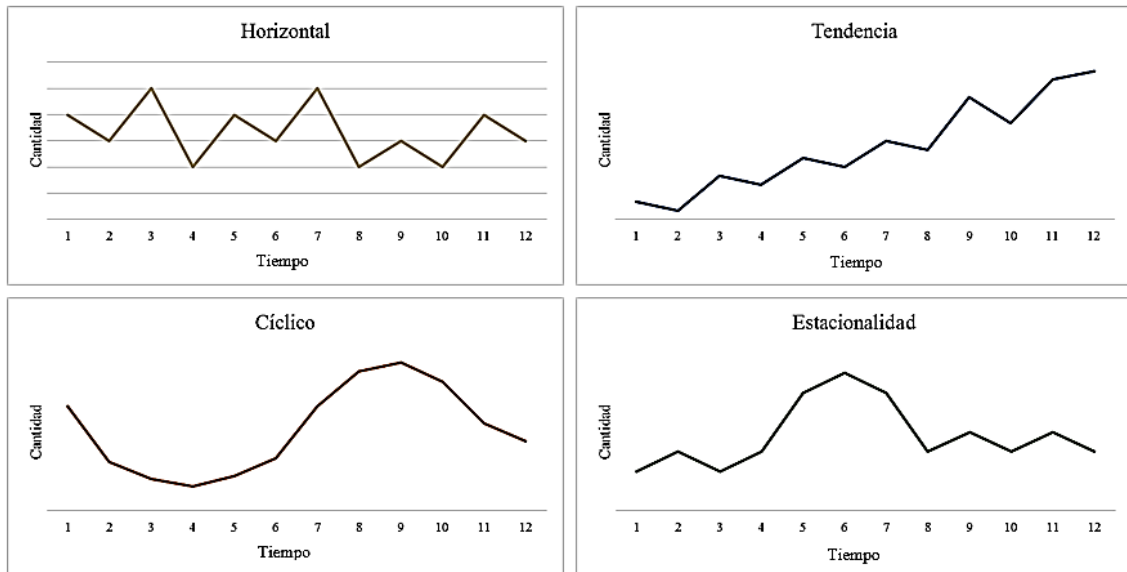 Horizontal
Cantidad
1 2 3 4 5 6 7 8 9 10 11 12
Tiempo
Tendencia
Cantidad
1 2 3 4 5 6 7 8 9 10 11 12
Tiempo
Cíclico
Cantidad
1 2 3 4 5 6 7 8 9 10 11 12
Tiempo
Estacionalidad
Cantidad
1 2 3 4 5 6 7 8 9 10 11 12
Tiempo